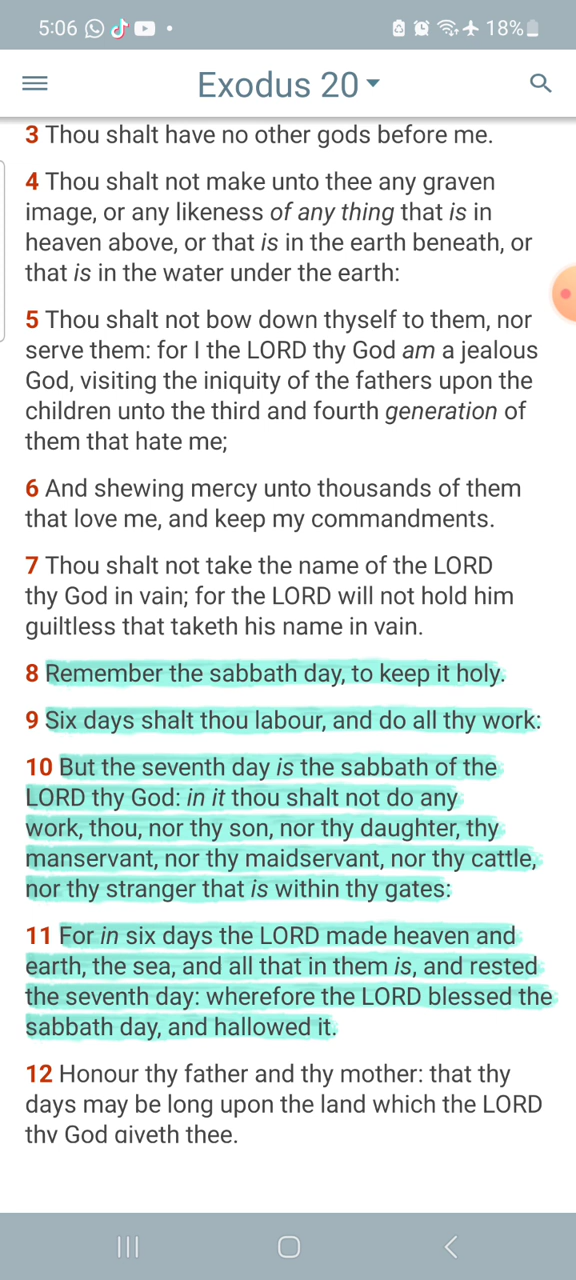 5:06
18%
Exodus 20
3 Thou shalt have no other gods before me.
4 Thou shalt not make unto thee any graven
image, or any likeness of any thing that is in
heaven above, or that is in the earth beneath, or
that is in the water under the earth:
5 Thou shalt not bow down thyself to them, nor
serve them: for I the LORD thy God am a jealous
God, visiting the iniquity of the fathers upon the
children unto the third and fourth generation of
them that hate me;
6 And shewing mercy unto thousands of them
that love me, and keep my commandments.
7 Thou shalt not take the name of the LORD
thy God in vain; for the LORD will not hold him
guiltless that taketh his name in vain.
8 Remember the sabbath day, to keep it holy.
9 Six days shalt thou labour, and do all thy work:
10 But the seventh day is the sabbath of the
LORD thy God: in it thou shalt not do any
work, thou, nor thy son, nor thy daughter, thy
manservant, nor thy maidservant, nor thy cattle,
nor thy stranger that is within thy gates:
11 For in six days the LORD made heaven and
earth, the sea, and all that in them is, and rested
the seventh day: wherefore the LORD blessed the
sabbath day, and hallowed it.
12 Honour thy father and thy mother: that thy
days may be long upon the land which the LORD
thy God giveth thee.